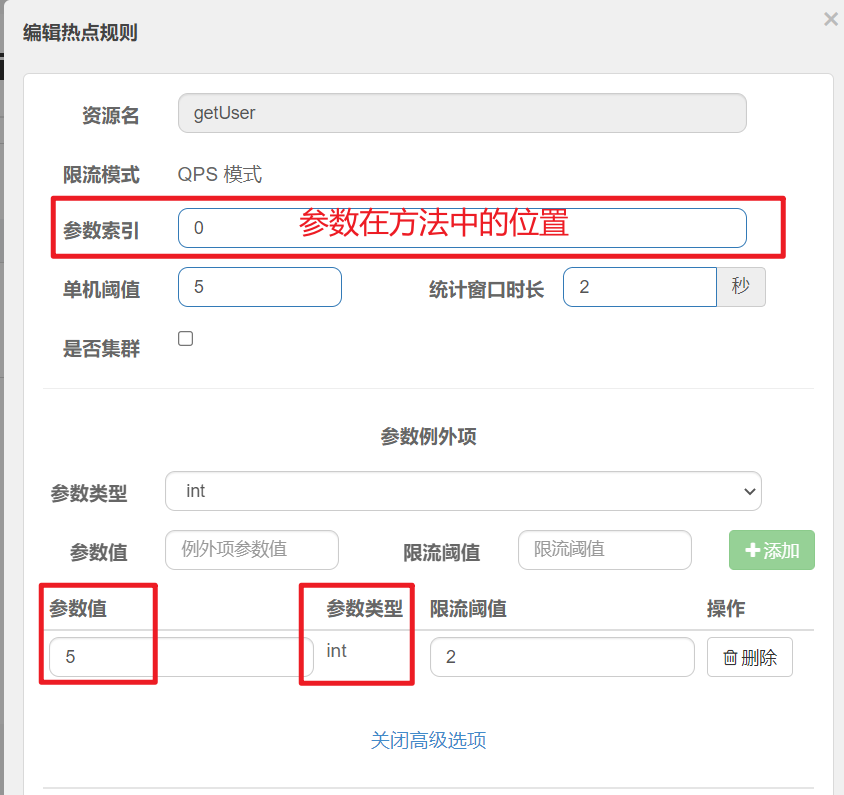 编辑热点规则
×
资源名 getUser
限流模式 QPS 模式
参数索引 0 参数在方法中的位置
单机阈值 5 统计窗口时长 2 秒
是否集群
参数例外项
参数类型 int
参数值 例外项参数值 限流阈值 限流阈值 +添加
参数值 参数类型 限流阈值 操作
5 int 2 删除
关闭高级选项